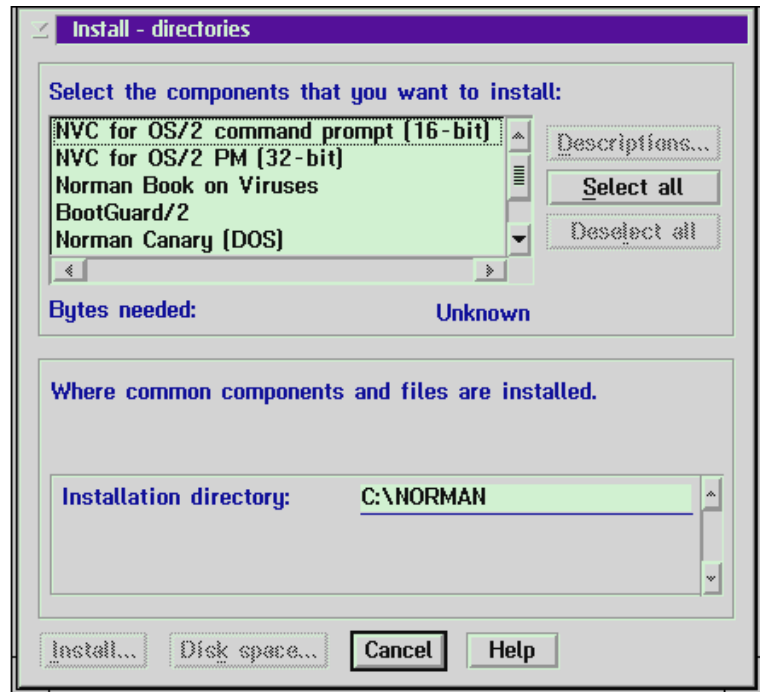 Install - directories
Select the components that you want to install:
NVC for OS/2 command prompt (16-bit)
NVC for OS/2 PM (32-bit)
Norman Book on Viruses
BootGuard/2
Norman Canary (DOS)
Descriptions...
Select all
Deselect all
Bytes needed: Unknown
Where common components and files are installed.
Installation directory: C:\NORMAN
Install... Disk space... Cancel Help